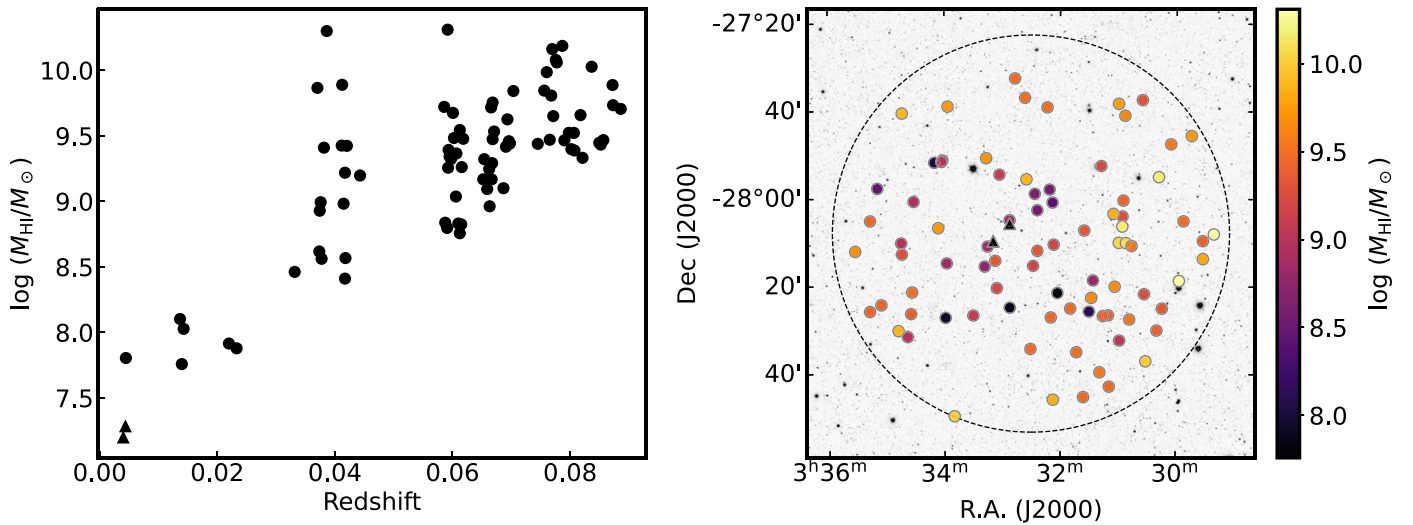 log (M_HI/M_⊙)
10.0
9.5
9.0
8.5
8.0
7.5
0.00
0.02
0.04
0.06
0.08
Redshift
Dec (J2000)
-27°20'
40'
-28°00'
20'
40'
3ʰ36ᵐ
34ᵐ
32ᵐ
30ᵐ
R.A. (J2000)
10.0
9.5
9.0
8.5
8.0
log (M_HI/M_⊙)